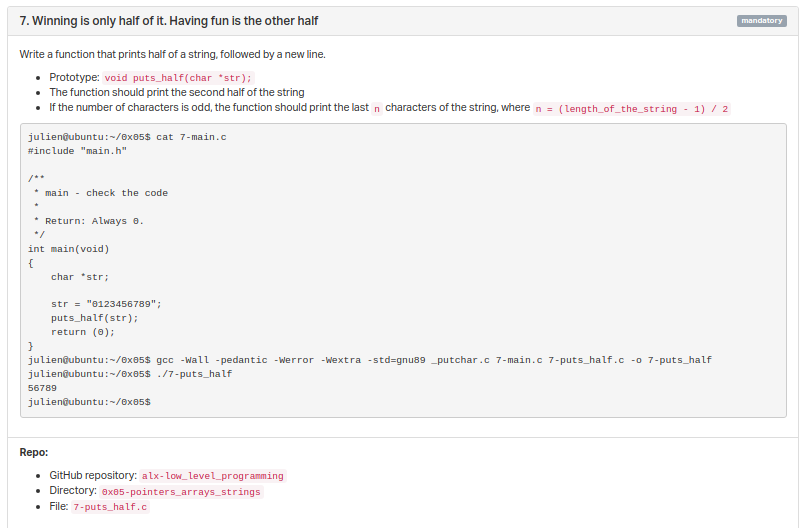 7. Winning is only half of it. Having fun is the other half
mandatory
Write a function that prints half of a string, followed by a new line.
• Prototype: void puts_half(char *str);
• The function should print the second half of the string
• If the number of characters is odd, the function should print the last n characters of the string, where n = (length_of_the_string - 1) / 2
julien@ubuntu:~/0x05$ cat 7-main.c
#include "main.h"

/**
 * main - check the code
 *
 * Return: Always 0.
 */
int main(void)
{
    char *str;

    str = "0123456789";
    puts_half(str);
    return (0);
}
julien@ubuntu:~/0x05$ gcc -Wall -pedantic -Werror -Wextra -std=gnu89 _putchar.c 7-main.c 7-puts_half.c -o 7-puts_half
julien@ubuntu:~/0x05$ ./7-puts_half
56789
julien@ubuntu:~/0x05$
Repo:
• GitHub repository: alx-low_level_programming
• Directory: 0x05-pointers_arrays_strings
• File: 7-puts_half.c